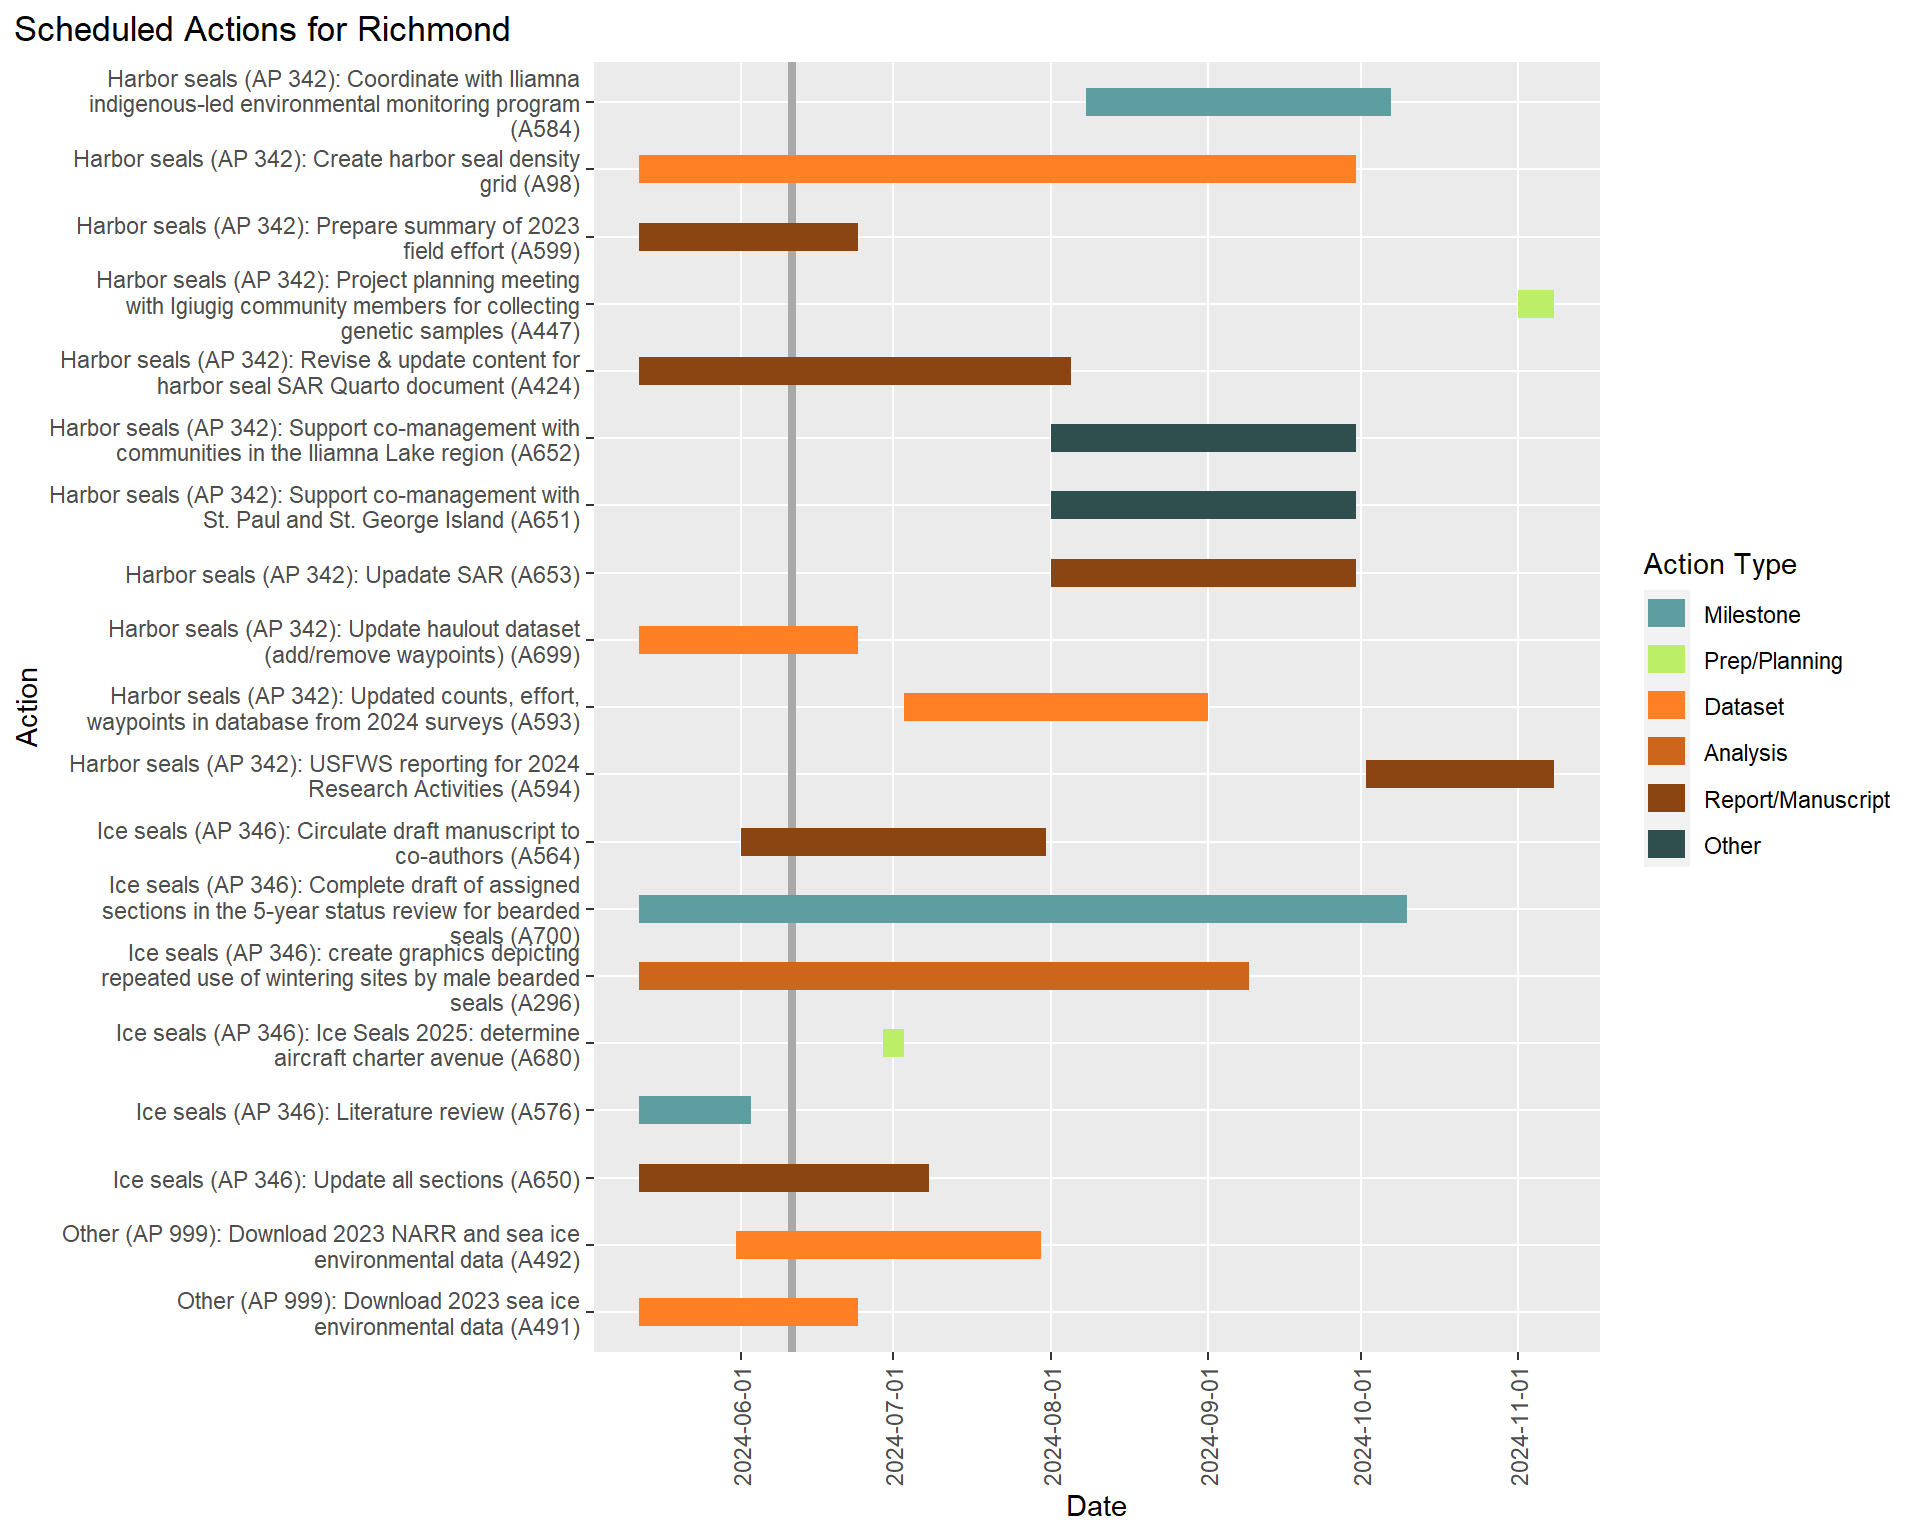 Scheduled Actions for Richmond
Harbor seals (AP 342): Coordinate with Iliamna
indigenous-led environmental monitoring program
(A584)
Harbor seals (AP 342): Create harbor seal density
grid (A98)
Harbor seals (AP 342): Prepare summary of 2023
field effort (A599)
Harbor seals (AP 342): Project planning meeting
with Igiugig community members for collecting
genetic samples (A447)
Harbor seals (AP 342): Revise & update content for
harbor seal SAR Quarto document (A424)
Harbor seals (AP 342): Support co-management with
communities in the Iliamna Lake region (A652)
Harbor seals (AP 342): Support co-management with
St. Paul and St. George Island (A651)
Harbor seals (AP 342): Upadate SAR (A653)
Harbor seals (AP 342): Update haulout dataset
(add/remove waypoints) (A699)
Harbor seals (AP 342): Updated counts, effort,
waypoints in database from 2024 surveys (A593)
Harbor seals (AP 342): USFWS reporting for 2024
Research Activities (A594)
Ice seals (AP 346): Circulate draft manuscript to
co-authors (A564)
Ice seals (AP 346): Complete draft of assigned
sections in the 5-year status review for bearded
seals (A700)
Ice seals (AP 346): create graphics depicting
repeated use of wintering sites by male bearded
seals (A296)
Ice seals (AP 346): Ice Seals 2025: determine
aircraft charter avenue (A680)
Ice seals (AP 346): Literature review (A576)
Ice seals (AP 346): Update all sections (A650)
Other (AP 999): Download 2023 NARR and sea ice
environmental data (A492)
Other (AP 999): Download 2023 sea ice
environmental data (A491)
Action
2024-06-01
2024-07-01
2024-08-01
2024-09-01
2024-10-01
2024-11-01
Date
Action Type
Milestone
Prep/Planning
Dataset
Analysis
Report/Manuscript
Other